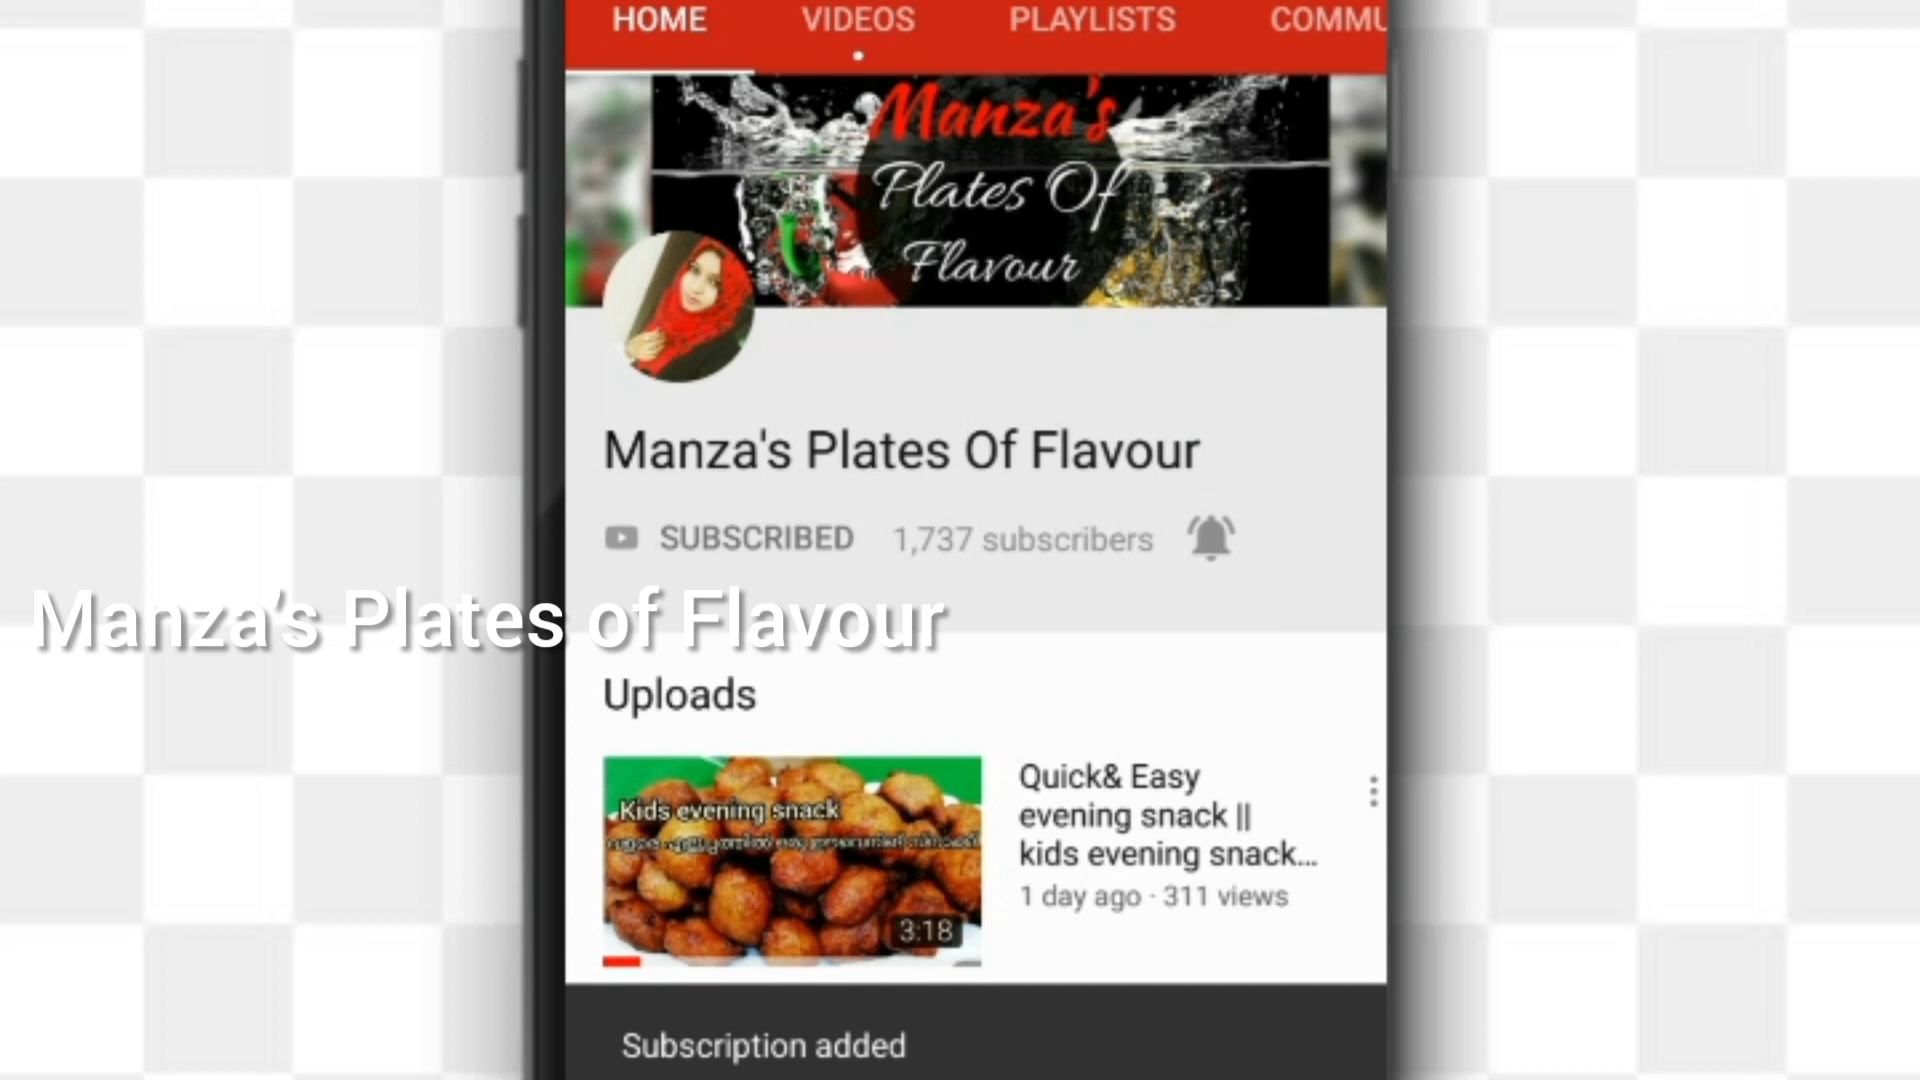 HOME VIDEOS PLAYLISTS COMMU
Manza's
Plates Of
Flavour
Manza's Plates Of Flavour
SUBSCRIBED 1,737 subscribers
Manza's Plates of Flavour
Uploads
Kids evening snack
3:18
Quick& Easy
evening snack ||
kids evening snack...
1 day ago · 311 views
Subscription added